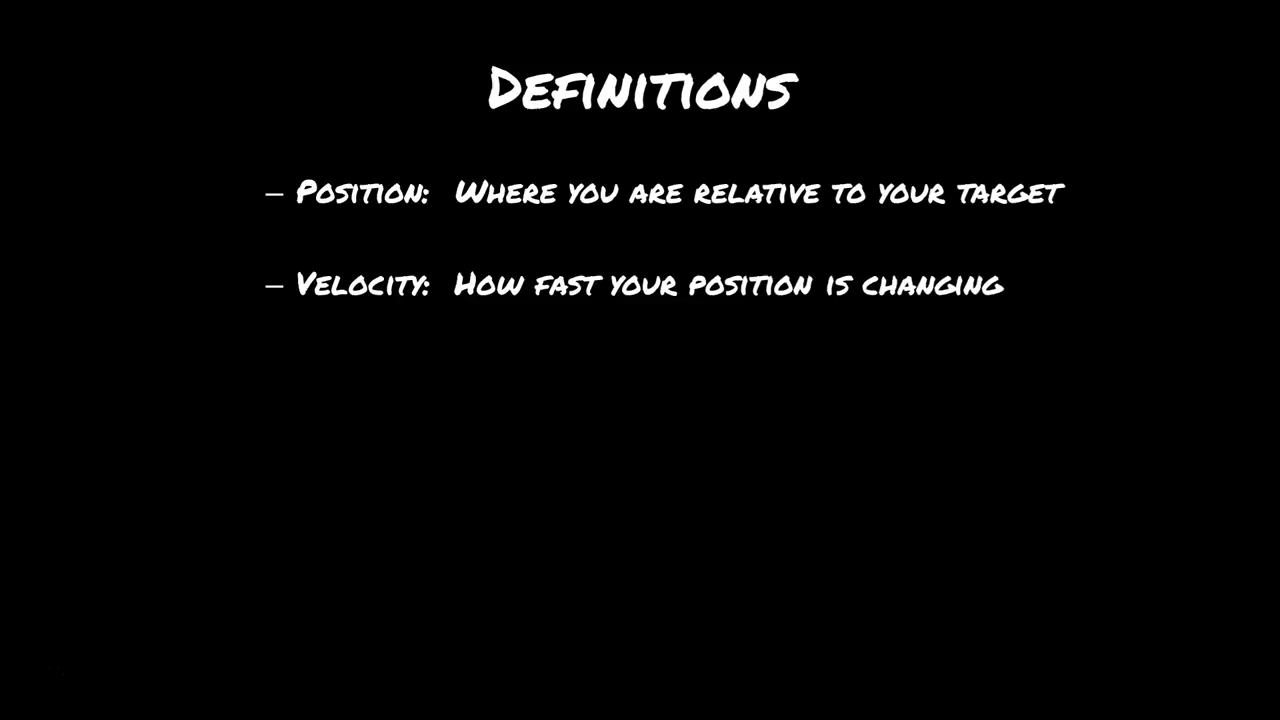 Definitions
– Position: Where you are relative to your target
– Velocity: How fast your position is changing